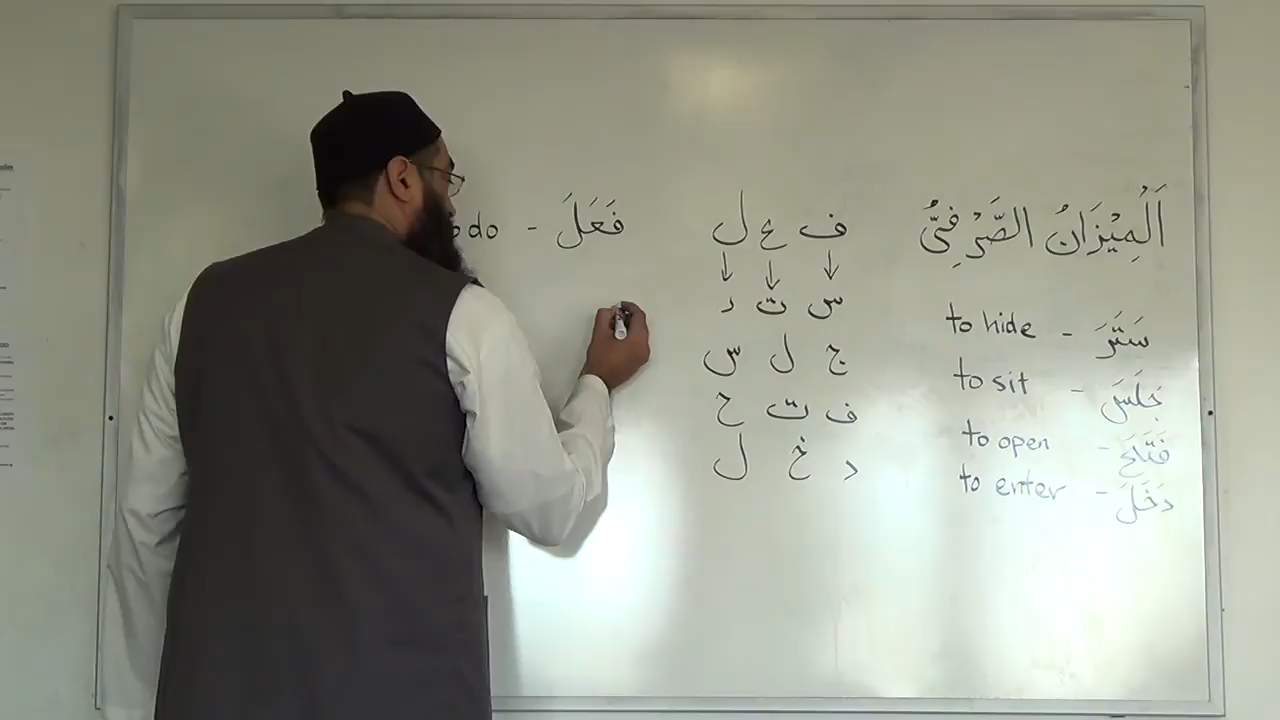 اَلْمِيْزَانُ الصَّرْفِيُّ
سَتَرَ - to hide
جَلَسَ - to sit
فَتَحَ - to open
دَخَلَ - to enter
ف ع ل
↓ ↓ ↓
س ت ر
ج ل س
ف ت ح
د خ ل
فَعَلَ - do